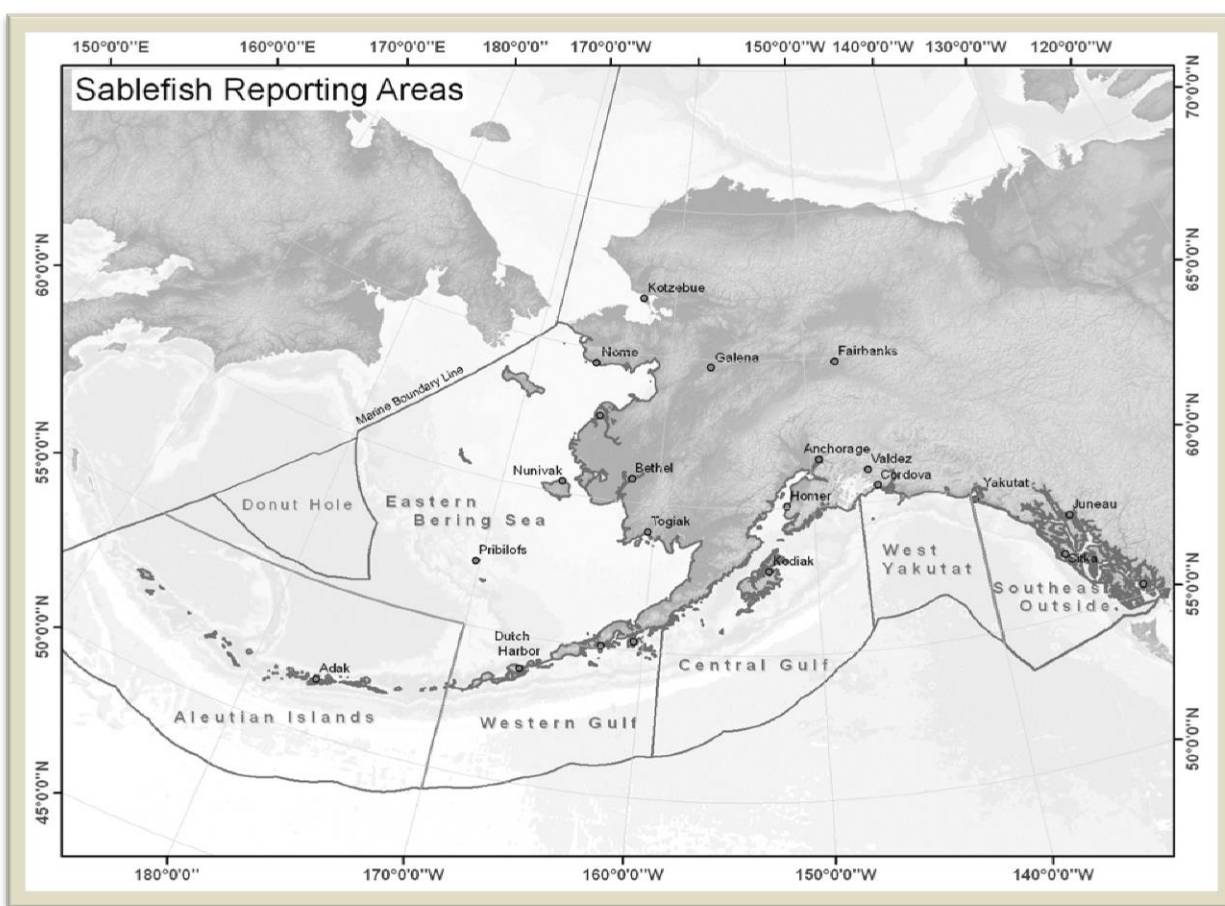 150°0'0"E 160°0'0"E 170°0'0"E 180°0'0" 170°0'0"W 150°0'0"W 140°0'0"W 130°0'0"W 120°0'0"W
Sablefish Reporting Areas
70°0'0"N
60°0'0"N
65°0'0"N
Kotzebue
Nome
Galena
Fairbanks
Marine Boundary Line
55°0'0"N
60°0'0"N
Anchorage
Valdez
Cordova
Nunivak
Bethel
Homer
Yakutat
Juneau
Donut Hole
Eastern
Bering Sea
Togiak
Pribilofs
Kodiak
West
Yakutat
Sitka
Southeast
Outside
55°0'0"N
50°0'0"N
Dutch
Harbor
Adak
Central Gulf
Aleutian Islands
Western Gulf
50°0'0"N
45°0'0"N
180°0'0" 170°0'0"W 160°0'0"W 150°0'0"W 140°0'0"W